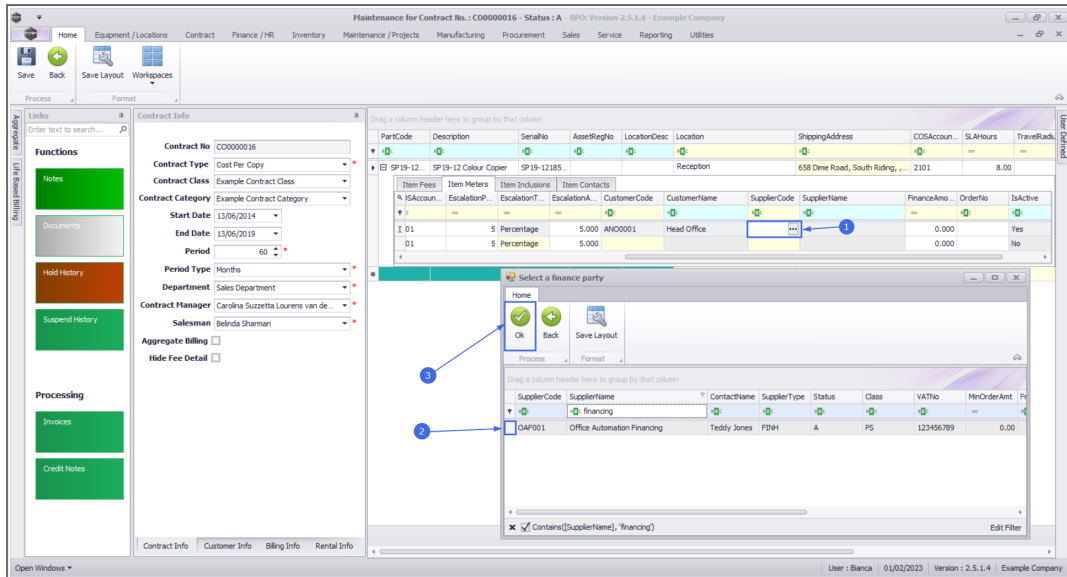 Maintenance for Contract No. : CO0000016 - Status : A - BPO: Version 2.5.1.4 - Example Company
Home Equipment / Locations Contract Finance / HR Inventory Maintenance / Projects Manufacturing Procurement Sales Service Reporting Utilities
Save Back Save Layout Workspaces
Process Format
Aggregate
Life Based Billing
Links
Enter text to search...
Functions
Notes
Documents
Hold History
Suspend History
Processing
Invoices
Credit Notes
Contract Info
Contract No CO0000016
Contract Type Cost Per Copy
Contract Class Example Contract Class
Contract Category Example Contract Category
Start Date 13/06/2014
End Date 13/06/2019
Period 60
Period Type Months
Department Sales Department
Contract Manager Carolina Suzzetta Lourens van de...
Salesman Belinda Sharman
Aggregate Billing
Hide Fee Detail
Contract Info Customer Info Billing Info Rental Info
Drag a column header here to group by that column
PartCode Description SerialNo AssetRegNo LocationDesc Location ShippingAddress COSAccoun... SLAHours TravelRadiu
SP19-12... SP19-12 Colour Copier SP19-12185... Reception 658 Dime Road, South Riding, ,... 2101 8.00
Item Fees Item Meters Item Inclusions Item Contacts
ISAccoun... EscalationP... EscalationT... EscalationA... CustomerCode CustomerName SupplierCode SupplierName FinanceAmo... OrderNo IsActive
01 5 Percentage 5.000 ANO0001 Head Office ... 0.000 Yes
01 5 Percentage 5.000 0.000 No
1
User Defined
Select a finance party
Home
Ok Back Save Layout
Process Format
3
Drag a column header here to group by that column
SupplierCode SupplierName ContactName SupplierType Status Class VATNo MinOrderAmt Fr
financing
2
OAF001 Office Automation Financing Teddy Jones FINH A PS 123456789 0.00
Contains([SupplierName], 'financing') Edit Filter
Open Windows User : Bianca 01/02/2023 Version : 2.5.1.4 Example Company